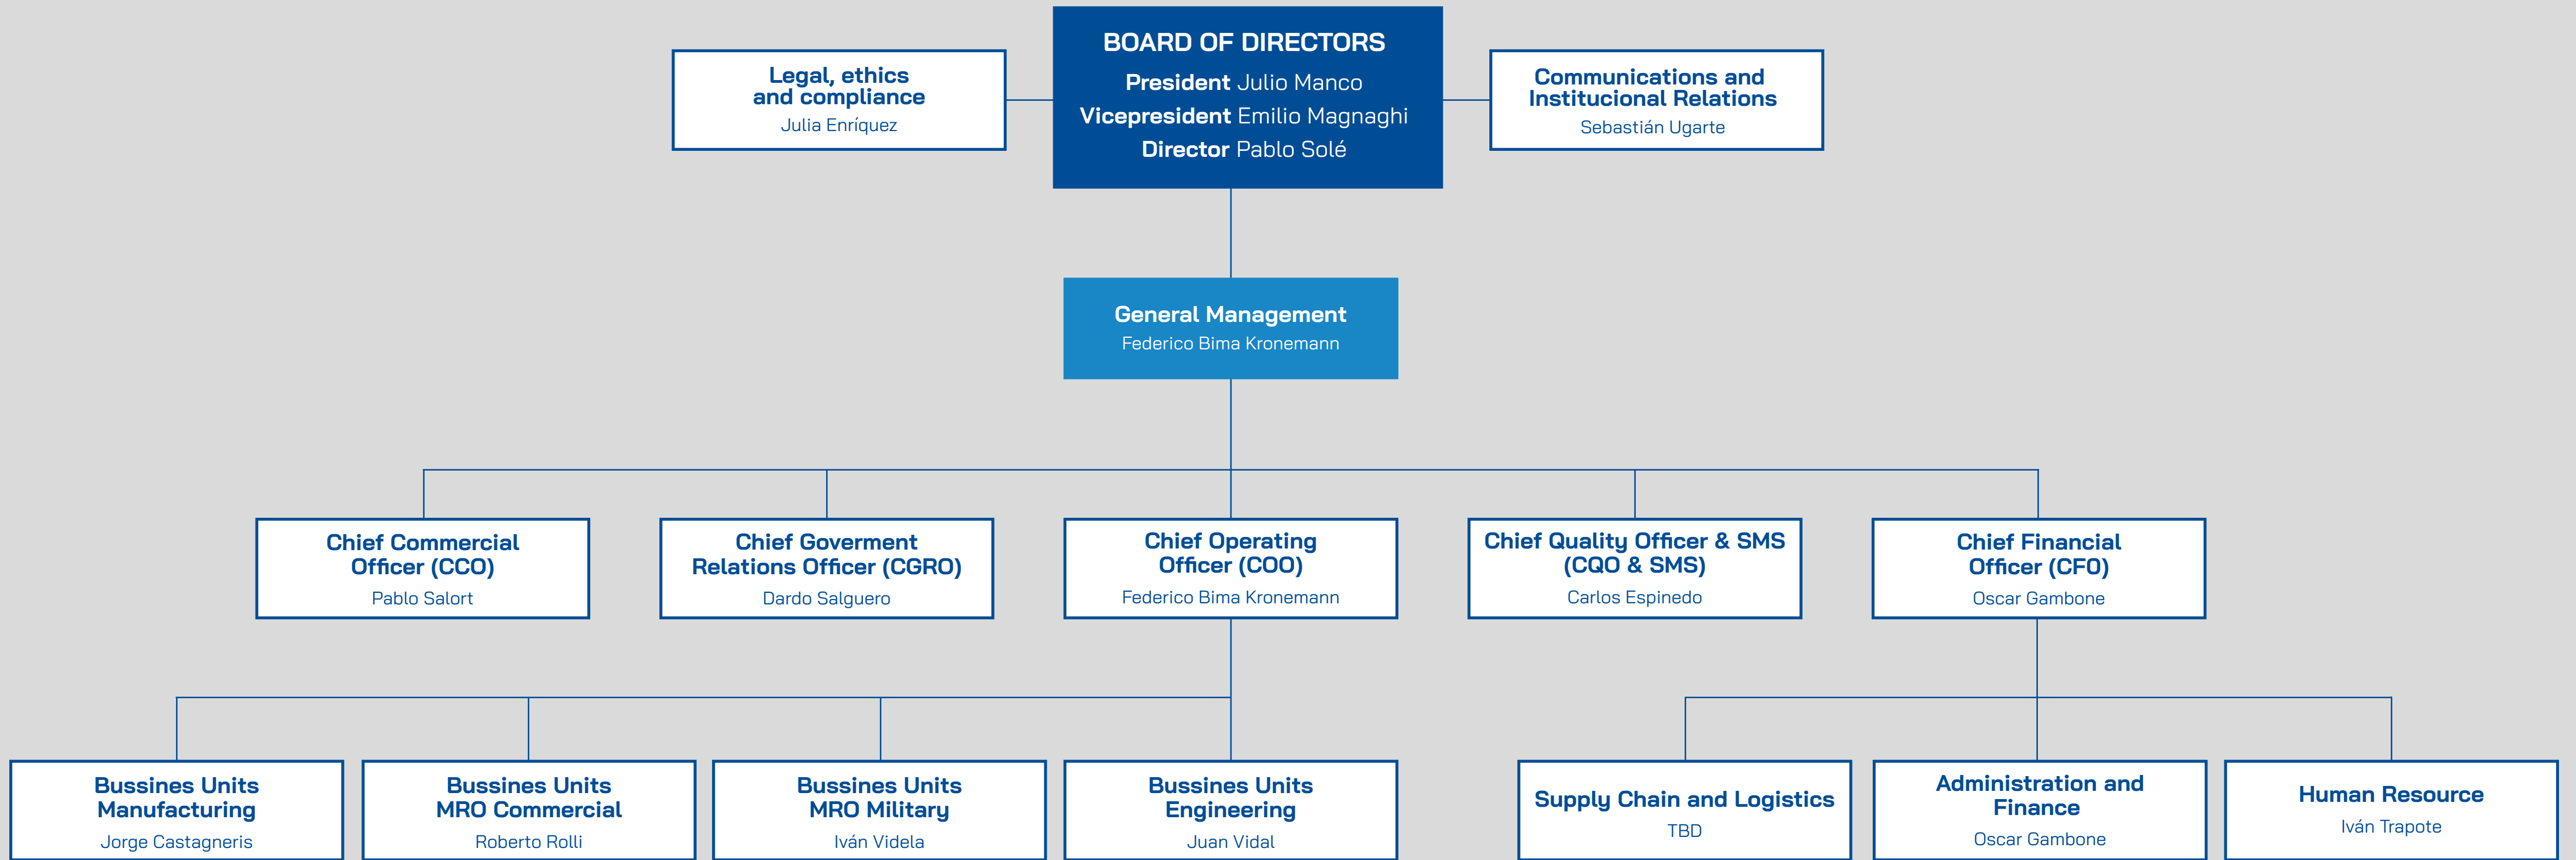 BOARD OF DIRECTORS
President Julio Manco
Vicepresident Emilio Magnaghi
Director Pablo Solé
Legal, ethics
and compliance
Julia Enríquez
Communications and
Institucional Relations
Sebastián Ugarte
General Management
Federico Bima Kronemann
Chief Commercial
Officer (CCO)
Pablo Salort
Chief Goverment
Relations Officer (CGRO)
Dardo Salguero
Chief Operating
Officer (COO)
Federico Bima Kronemann
Chief Quality Officer & SMS
(CQO & SMS)
Carlos Espinedo
Chief Financial
Officer (CFO)
Oscar Gambone
Bussines Units
Manufacturing
Jorge Castagneris
Bussines Units
MRO Commercial
Roberto Rolli
Bussines Units
MRO Military
Iván Videla
Bussines Units
Engineering
Juan Vidal
Supply Chain and Logistics
TBD
Administration and
Finance
Oscar Gambone
Human Resource
Iván Trapote